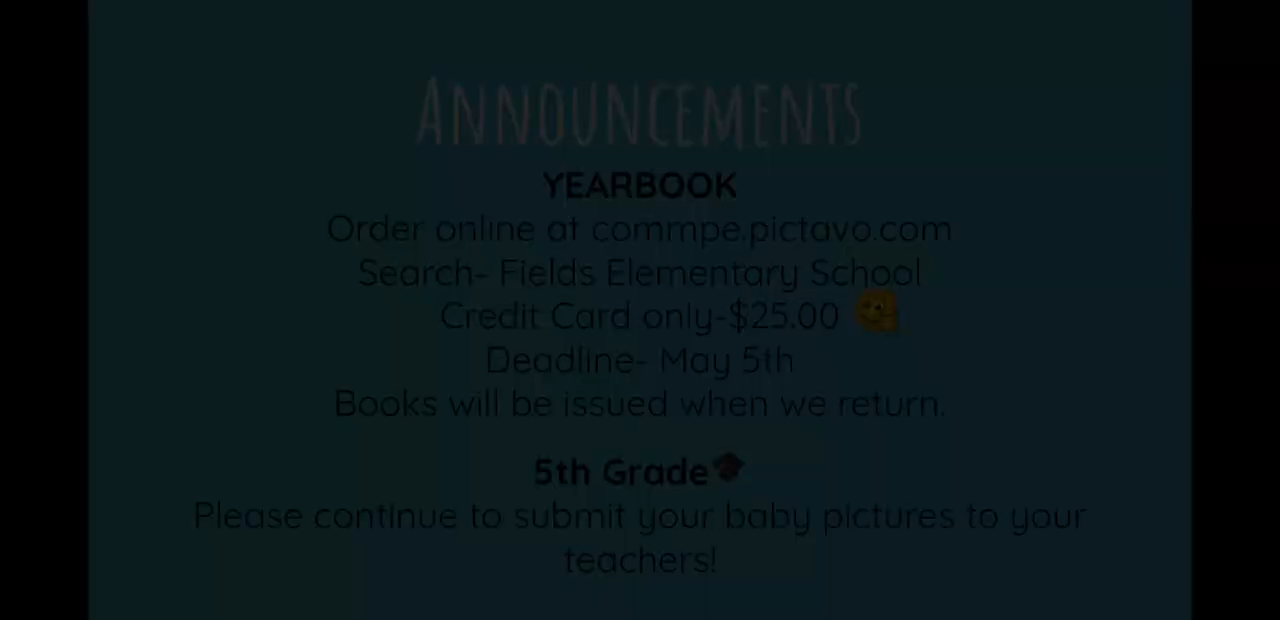 ANNOUNCEMENTS
YEARBOOK
Order online at commpe.pictavo.com
Search- Fields Elementary School
Credit Card only-$25.00
Deadline- May 5th
Books will be issued when we return.
5th Grade
Please continue to submit your baby pictures to your
teachers!